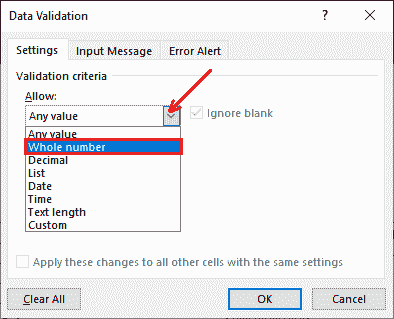 Data Validation
?
Settings
Input Message
Error Alert
Validation criteria
Allow:
Any value
Ignore blank
Any value
Whole number
Decimal
List
Date
Time
Text length
Custom
Apply these changes to all other cells with the same settings
Clear All
OK
Cancel